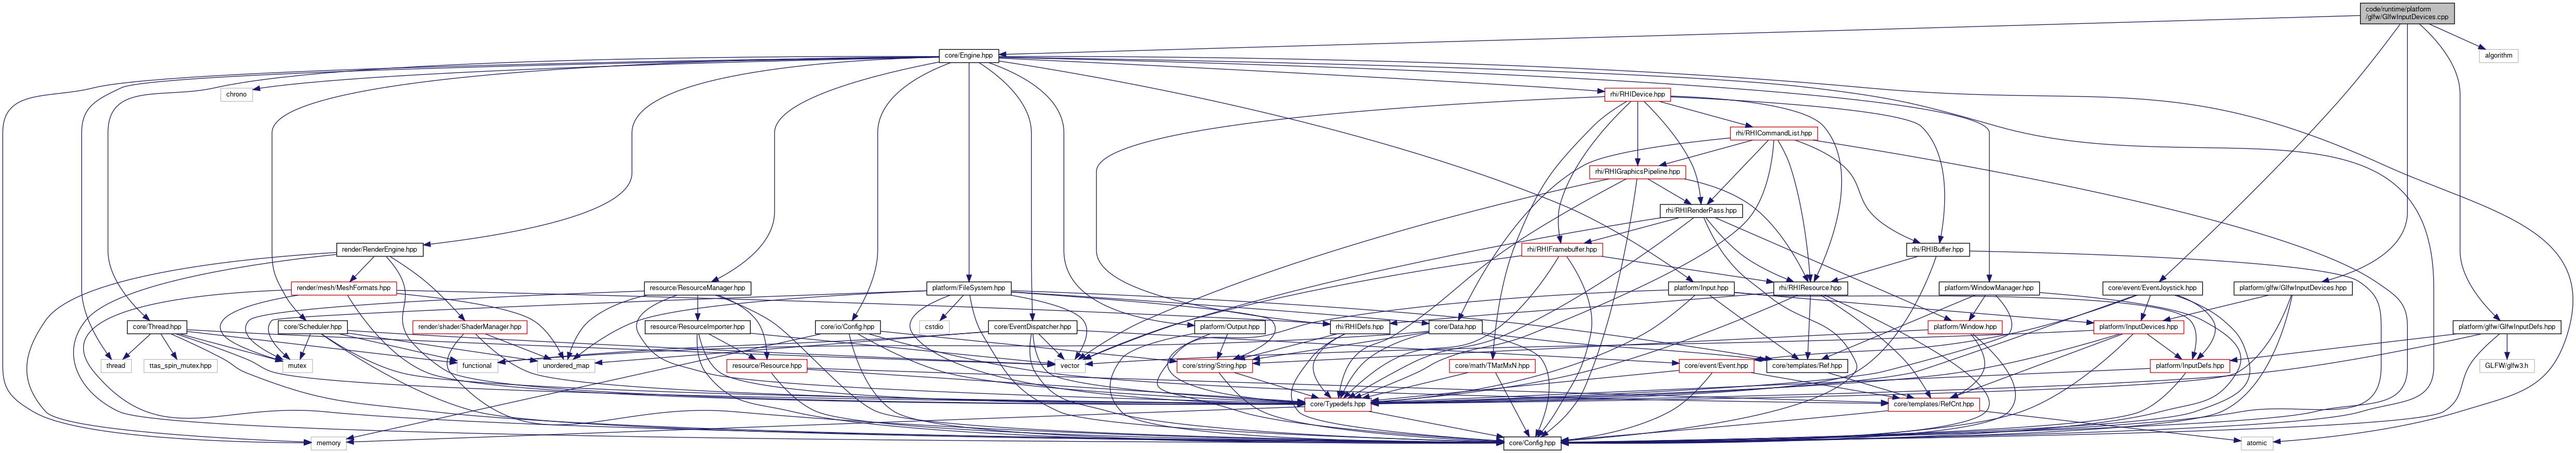 code/runtime/platform
/glfw/GlfwInputDevices.cpp
core/Engine.hpp
algorithm
chrono
rhi/RHIDevice.hpp
rhi/RHICommandList.hpp
rhi/RHIGraphicsPipeline.hpp
rhi/RHIRenderPass.hpp
render/RenderEngine.hpp
rhi/RHIFramebuffer.hpp
rhi/RHIBuffer.hpp
render/mesh/MeshFormats.hpp
resource/ResourceManager.hpp
platform/FileSystem.hpp
platform/Input.hpp
rhi/RHIResource.hpp
platform/WindowManager.hpp
core/event/EventJoystick.hpp
platform/glfw/GlfwInputDevices.hpp
core/Thread.hpp
core/Scheduler.hpp
render/shader/ShaderManager.hpp
resource/ResourceImporter.hpp
core/io/Config.hpp
cstdio
core/EventDispatcher.hpp
platform/Output.hpp
rhi/RHIDefs.hpp
core/Data.hpp
platform/Window.hpp
platform/InputDevices.hpp
platform/glfw/GlfwInputDefs.hpp
thread
ttas_spin_mutex.hpp
mutex
functional
unordered_map
resource/Resource.hpp
vector
core/string/String.hpp
core/math/TMatMxN.hpp
core/event/Event.hpp
core/templates/Ref.hpp
platform/InputDefs.hpp
GLFW/glfw3.h
core/Typedefs.hpp
core/templates/RefCnt.hpp
memory
core/Config.hpp
atomic